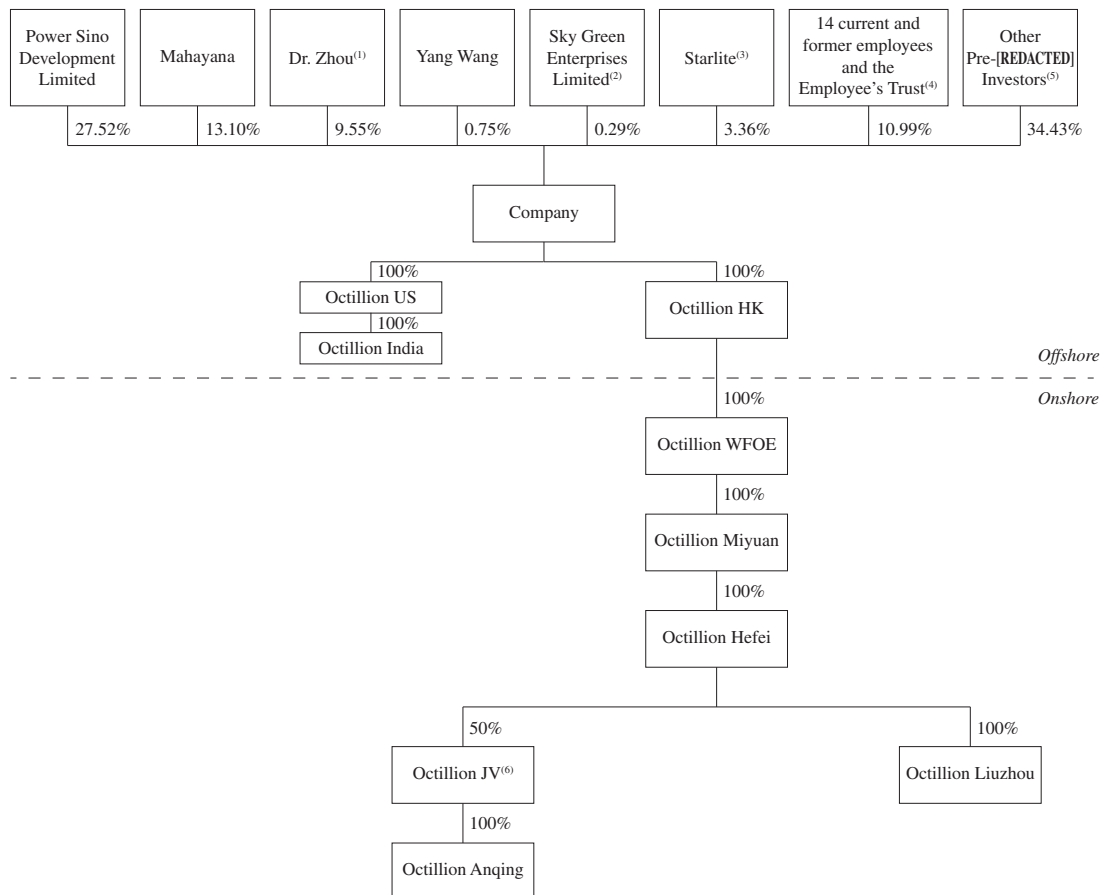 Power Sino
Development
Limited
Mahayana
Dr. Zhou(1)
Yang Wang
Sky Green
Enterprises
Limited(2)
Starlite(3)
14 current and
former employees
and the
Employee's Trust(4)
Other
Pre-[REDACTED]
Investors(5)
27.52%
13.10%
9.55%
0.75%
0.29%
3.36%
10.99%
34.43%
Company
100%
100%
Octillion US
Octillion HK
100%
Octillion India
Offshore
Onshore
100%
Octillion WFOE
100%
Octillion Miyuan
100%
Octillion Hefei
50%
100%
Octillion JV(6)
Octillion Liuzhou
100%
Octillion Anqing